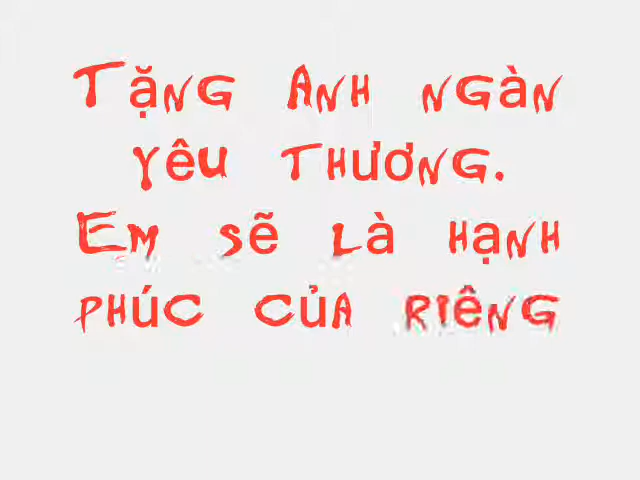 Tặng Anh ngàn
yêu thương.
Em sẽ là hạnh
phúc của riêng